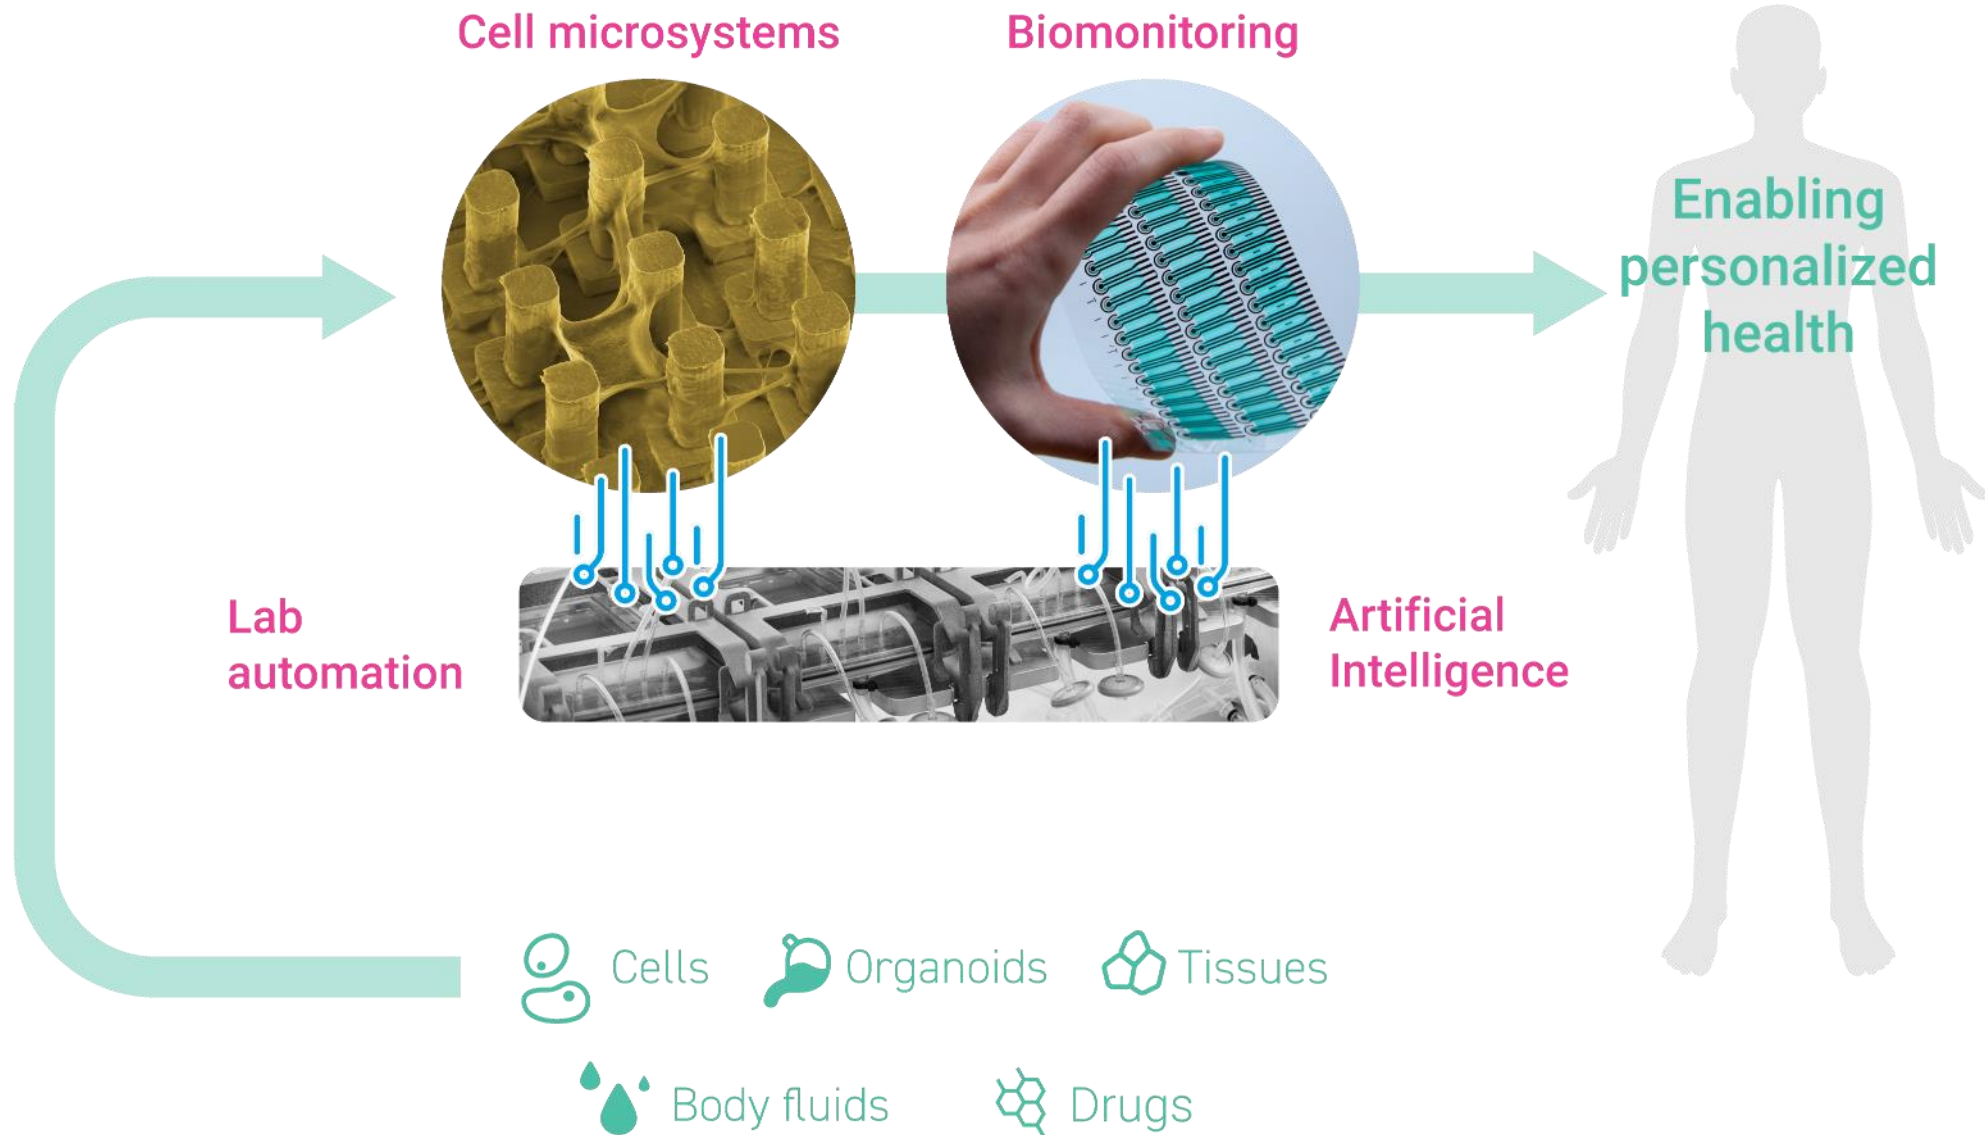 Cell microsystems
Biomonitoring
Enabling
personalized
health
Lab
automation
Artificial
Intelligence
Cells
Organoids
Tissues
Body fluids
Drugs